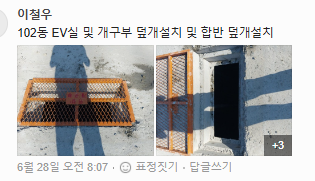 이철우
102동 EV실 및 개구부 덮개설치 및 합반 덮개설치
+3
6월 28일 오전 8:07 · 표정짓기 · 답글쓰기